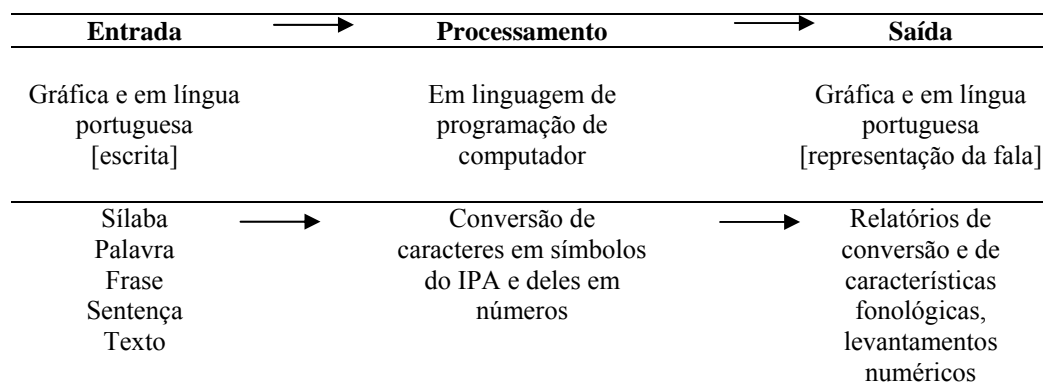 Entrada
Processamento
Saída
Gráfica e em língua
portuguesa
[escrita]
Em linguagem de
programação de
computador
Gráfica e em língua
portuguesa
[representação da fala]
Sílaba
Palavra
Frase
Sentença
Texto
Conversão de
caracteres em símbolos
do IPA e deles em
números
Relatórios de
conversão e de
características
fonológicas,
levantamentos
numéricos